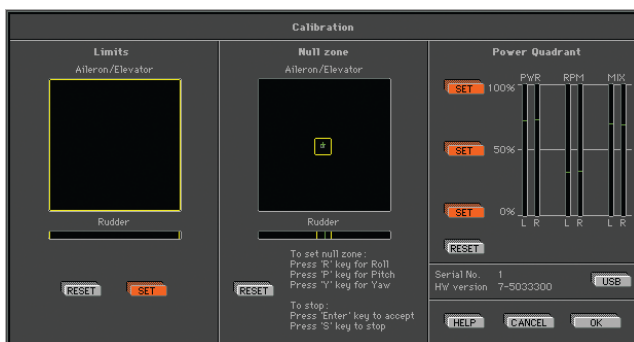 Calibration
Limits
Aileron/Elevator
Rudder
RESET
SET
Null zone
Aileron/Elevator
Rudder
To set null zone:
Press 'R' key for Roll
Press 'P' key for Pitch
Press 'Y' key for Yaw
RESET
To stop:
Press 'Enter' key to accept
Press 'S' key to stop
Power Quadrant
PWR RPM MIX
SET 100%
SET 50%
SET 0%
L R L R L R
RESET
Serial No. 1
HW version 7-5033300
USB
HELP CANCEL OK